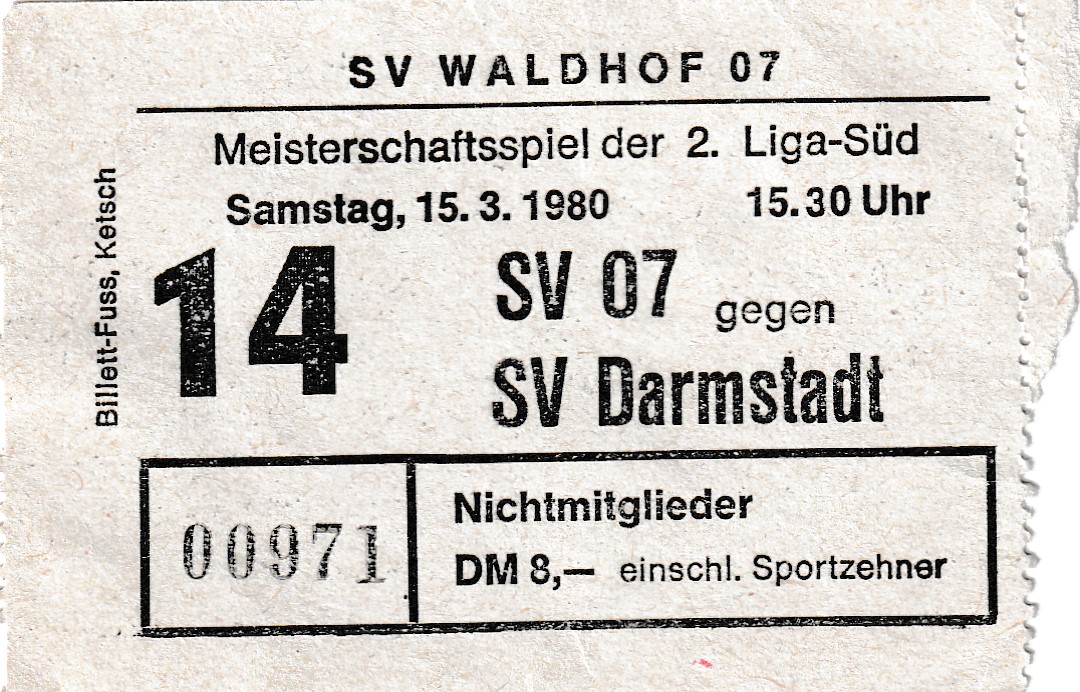 SV WALDHOF 07
Meisterschaftsspiel der 2. Liga-Süd
Samstag, 15. 3. 1980 15.30 Uhr
14
SV 07 gegen
SV Darmstadt
Billett-Fuss, Ketsch
00971
Nichtmitglieder
DM 8,— einschl. Sportzehner